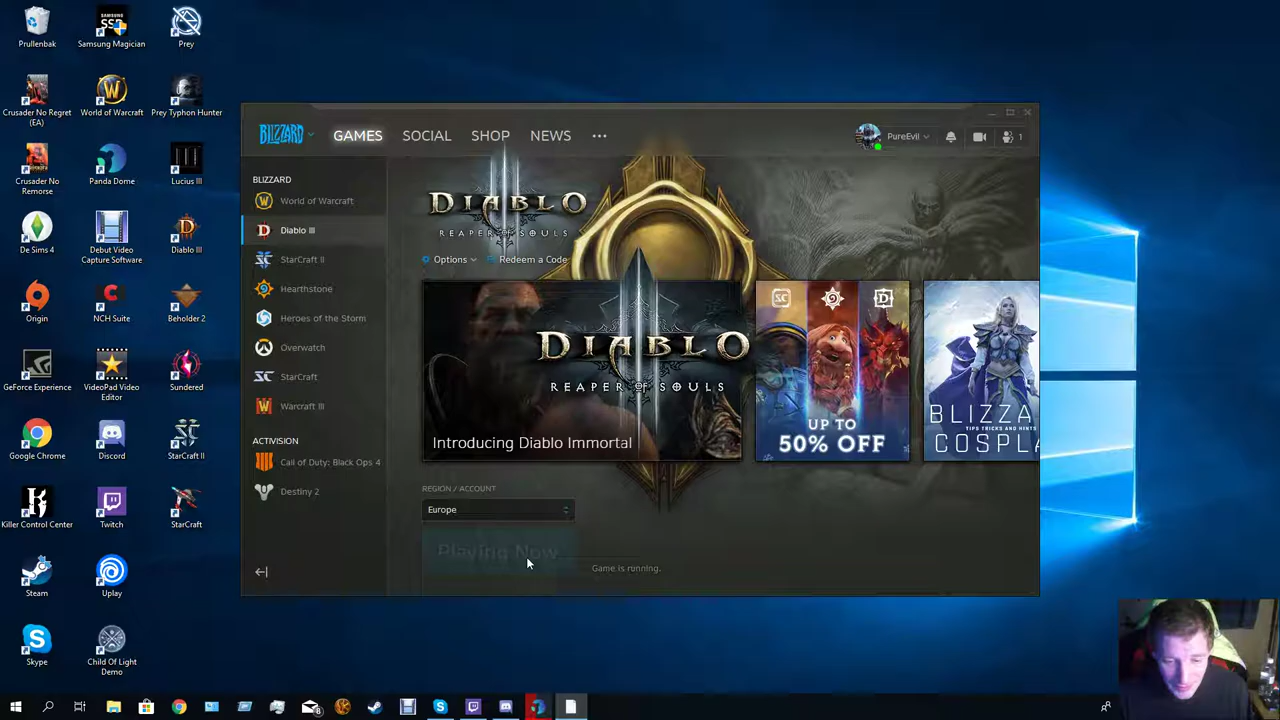 Prullenbak
Samsung Magician
Prey
Crusader No Regret
(EA)
World of Warcraft
Prey Typhon Hunter
Crusader No
Remorse
Panda Dome
Lucius III
De Sims 4
Debut Video
Capture Software
Diablo III
Origin
NCH Suite
Beholder 2
GeForce Experience
VideoPad Video
Editor
Sundered
Google Chrome
Discord
StarCraft II
Killer Control Center
Twitch
StarCraft
Steam
Uplay
Skype
Child Of Light
Demo
BLIZZARD
GAMES
SOCIAL
SHOP
NEWS
PureEvil
1
BLIZZARD
World of Warcraft
Diablo III
StarCraft II
Hearthstone
Heroes of the Storm
Overwatch
StarCraft
Warcraft III
ACTIVISION
Call of Duty: Black Ops 4
Destiny 2
DIABLO
REAPER OF SOULS
Options
Redeem a Code
DIABLO
REAPER OF SOULS
Introducing Diablo Immortal
UP TO
50% OFF
BLIZZA
TIPS TRICKS AND HINTS
COSPLA
REGION / ACCOUNT
Europe
Playing Now
Game is running.